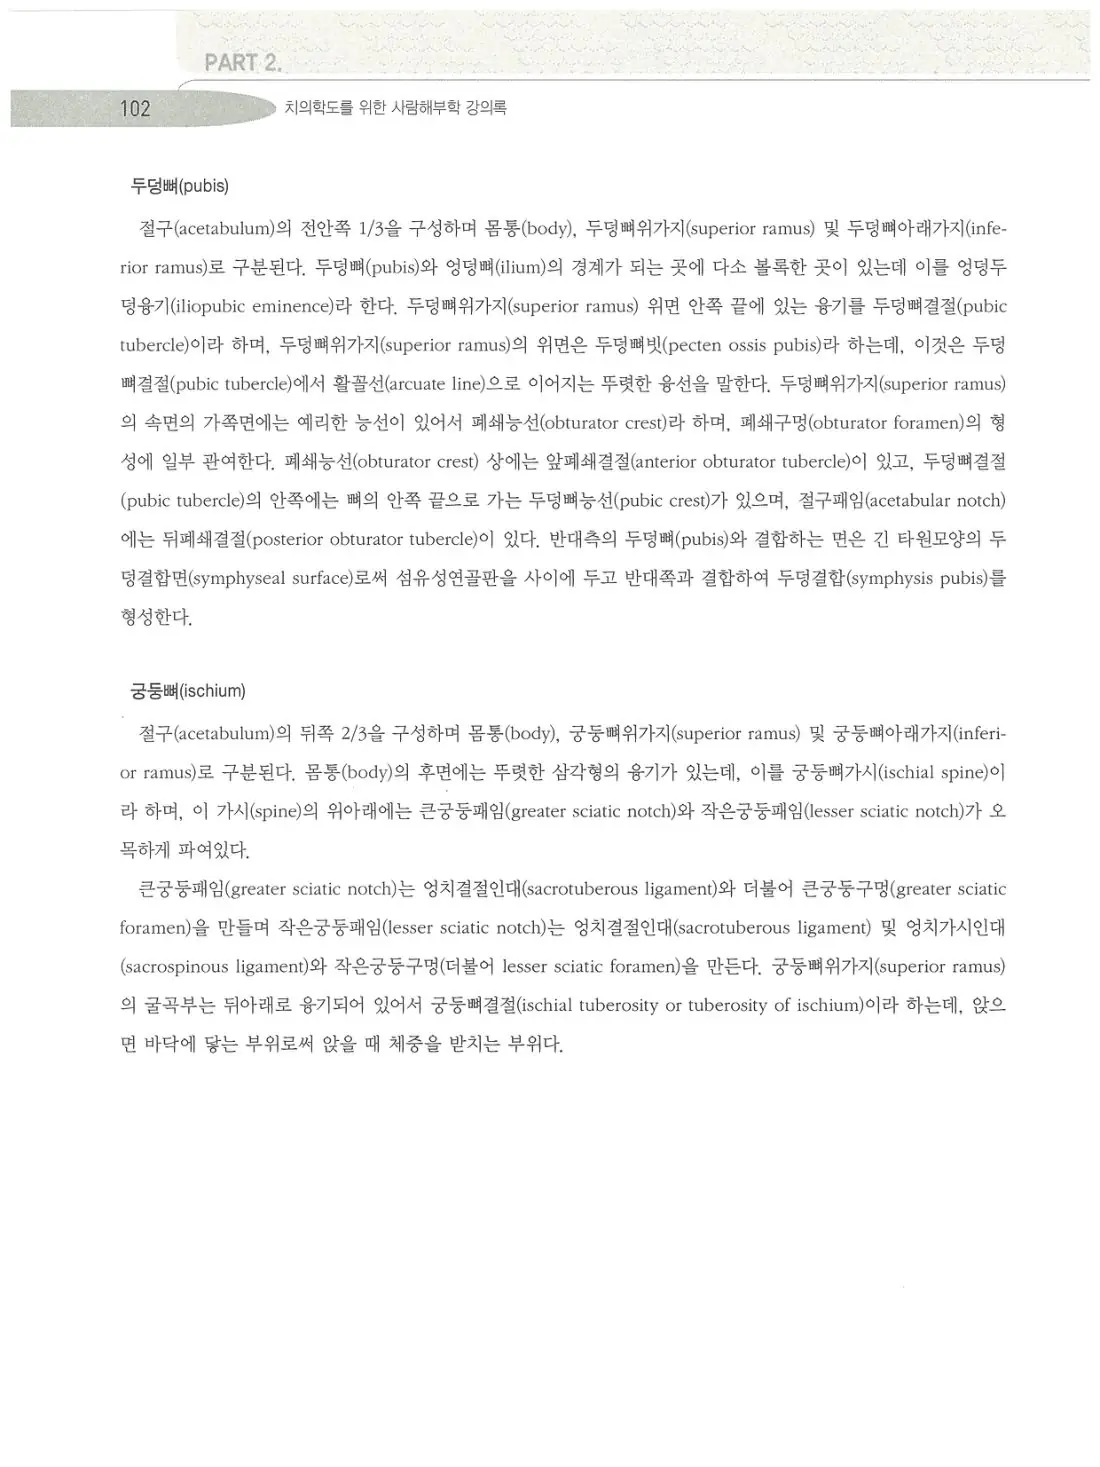 PART 2.
102
치의학도를 위한 사람해부학 강의록
두덩뼈(pubis)
절구(acetabulum)의 전안쪽 1/3을 구성하며 몸통(body), 두덩뼈위가지(superior ramus) 및 두덩뼈아래가지(infe-
rior ramus)로 구분된다. 두덩뼈(pubis)와 엉덩뼈(ilium)의 경계가 되는 곳에 다소 볼록한 곳이 있는데 이를 엉덩두
덩융기(iliopubic eminence)라 한다. 두덩뼈위가지(superior ramus) 위면 안쪽 끝에 있는 융기를 두덩뼈결절(pubic
tubercle)이라 하며, 두덩뼈위가지(superior ramus)의 위면은 두덩뼈빗(pecten ossis pubis)라 하는데, 이것은 두덩
뼈결절(pubic tubercle)에서 활꼴선(arcuate line)으로 이어지는 뚜렷한 융선을 말한다. 두덩뼈위가지(superior ramus)
의 속면의 가쪽면에는 예리한 능선이 있어서 폐쇄능선(obturator crest)라 하며, 폐쇄구멍(obturator foramen)의 형
성에 일부 관여한다. 폐쇄능선(obturator crest) 상에는 앞폐쇄결절(anterior obturator tubercle)이 있고, 두덩뼈결절
(pubic tubercle)의 안쪽에는 뼈의 안쪽 끝으로 가는 두덩뼈능선(pubic crest)가 있으며, 절구패임(acetabular notch)
에는 뒤폐쇄결절(posterior obturator tubercle)이 있다. 반대측의 두덩뼈(pubis)와 결합하는 면은 긴 타원모양의 두
덩결합면(symphyseal surface)로써 섬유성연골판을 사이에 두고 반대쪽과 결합하여 두덩결합(symphysis pubis)를
형성한다.
궁둥뼈(ischium)
절구(acetabulum)의 뒤쪽 2/3을 구성하며 몸통(body), 궁둥뼈위가지(superior ramus) 및 궁둥뼈아래가지(inferi-
or ramus)로 구분된다. 몸통(body)의 후면에는 뚜렷한 삼각형의 융기가 있는데, 이를 궁둥뼈가시(ischial spine)이
라 하며, 이 가시(spine)의 위아래에는 큰궁둥패임(greater sciatic notch)와 작은궁둥패임(lesser sciatic notch)가 오
목하게 파여있다.
큰궁둥패임(greater sciatic notch)는 엉치결절인대(sacrotuberous ligament)와 더불어 큰궁둥구멍(greater sciatic
foramen)을 만들며 작은궁둥패임(lesser sciatic notch)는 엉치결절인대(sacrotuberous ligament) 및 엉치가시인대
(sacrospinous ligament)와 작은궁둥구멍(더불어 lesser sciatic foramen)을 만든다. 궁둥뼈위가지(superior ramus)
의 굴곡부는 뒤아래로 융기되어 있어서 궁둥뼈결절(ischial tuberosity or tuberosity of ischium)이라 하는데, 앉으
면 바닥에 닿는 부위로써 앉을 때 체중을 받치는 부위다.